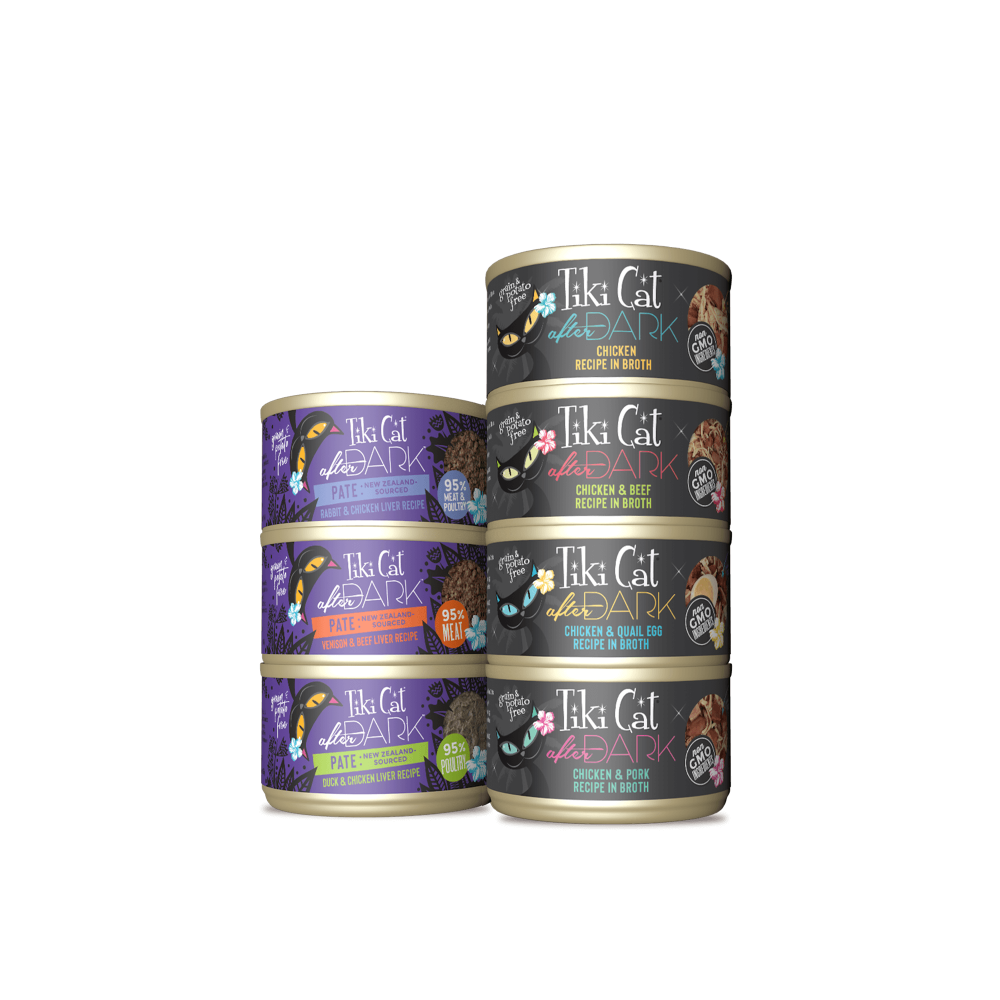 Tiki Cat
after DARK™
grain &
potato
free
PATE: NEW ZEALAND-
SOURCED
RABBIT & CHICKEN LIVER RECIPE
95%
MEAT &
POULTRY
Tiki Cat
after DARK™
grain &
potato
free
PATE: NEW ZEALAND-
SOURCED
VENISON & BEEF LIVER RECIPE
95%
MEAT
Tiki Cat
after DARK™
grain &
potato
free
PATE: NEW ZEALAND-
SOURCED
DUCK & CHICKEN LIVER RECIPE
95%
POULTRY
grain &
potato
free
Tiki Cat
after DARK
CHICKEN
RECIPE IN BROTH
non
GMO
INGREDIENTS
grain &
potato
free
Tiki Cat
after DARK
CHICKEN & BEEF
RECIPE IN BROTH
non
GMO
INGREDIENTS
grain &
potato
free
Tiki Cat
after DARK
CHICKEN & QUAIL EGG
RECIPE IN BROTH
non
GMO
INGREDIENTS
grain &
potato
free
Tiki Cat
after DARK
CHICKEN & PORK
RECIPE IN BROTH
non
GMO
INGREDIENTS